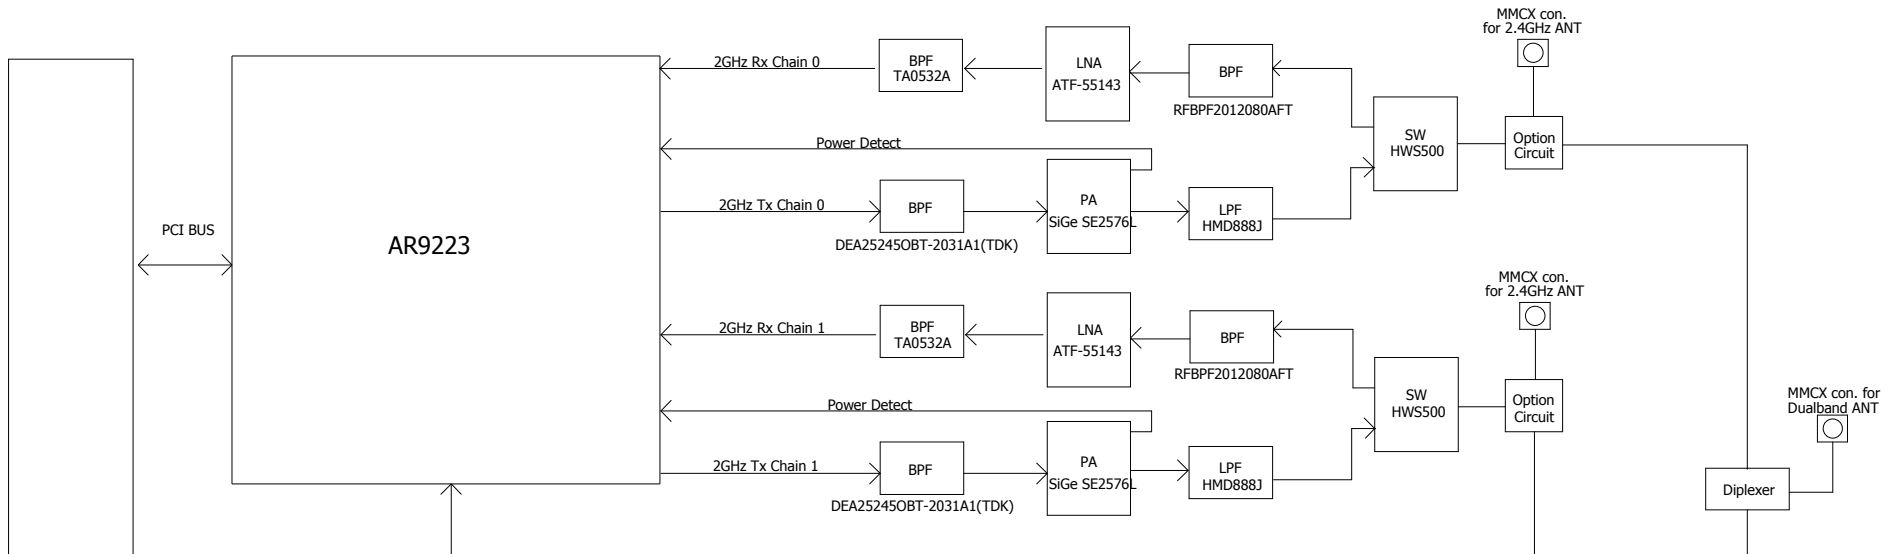 MMCX con.
for 2.4GHz ANT
2GHz Rx Chain 0
BPF
TA0532A
LNA
ATF-55143
BPF
RFBPF2012080AFT
SW
HWS500
Option
Circuit
Power Detect
2GHz Tx Chain 0
BPF
DEA252450BT-2031A1(TDK)
PA
SiGe SE2576L
LPF
HMD888J
PCI BUS
AR9223
MMCX con.
for 2.4GHz ANT
2GHz Rx Chain 1
BPF
TA0532A
LNA
ATF-55143
BPF
RFBPF2012080AFT
SW
HWS500
Option
Circuit
MMCX con. for
Dualband ANT
Power Detect
2GHz Tx Chain 1
BPF
DEA252450BT-2031A1(TDK)
PA
SiGe SE2576L
LPF
HMD888J
Diplexer